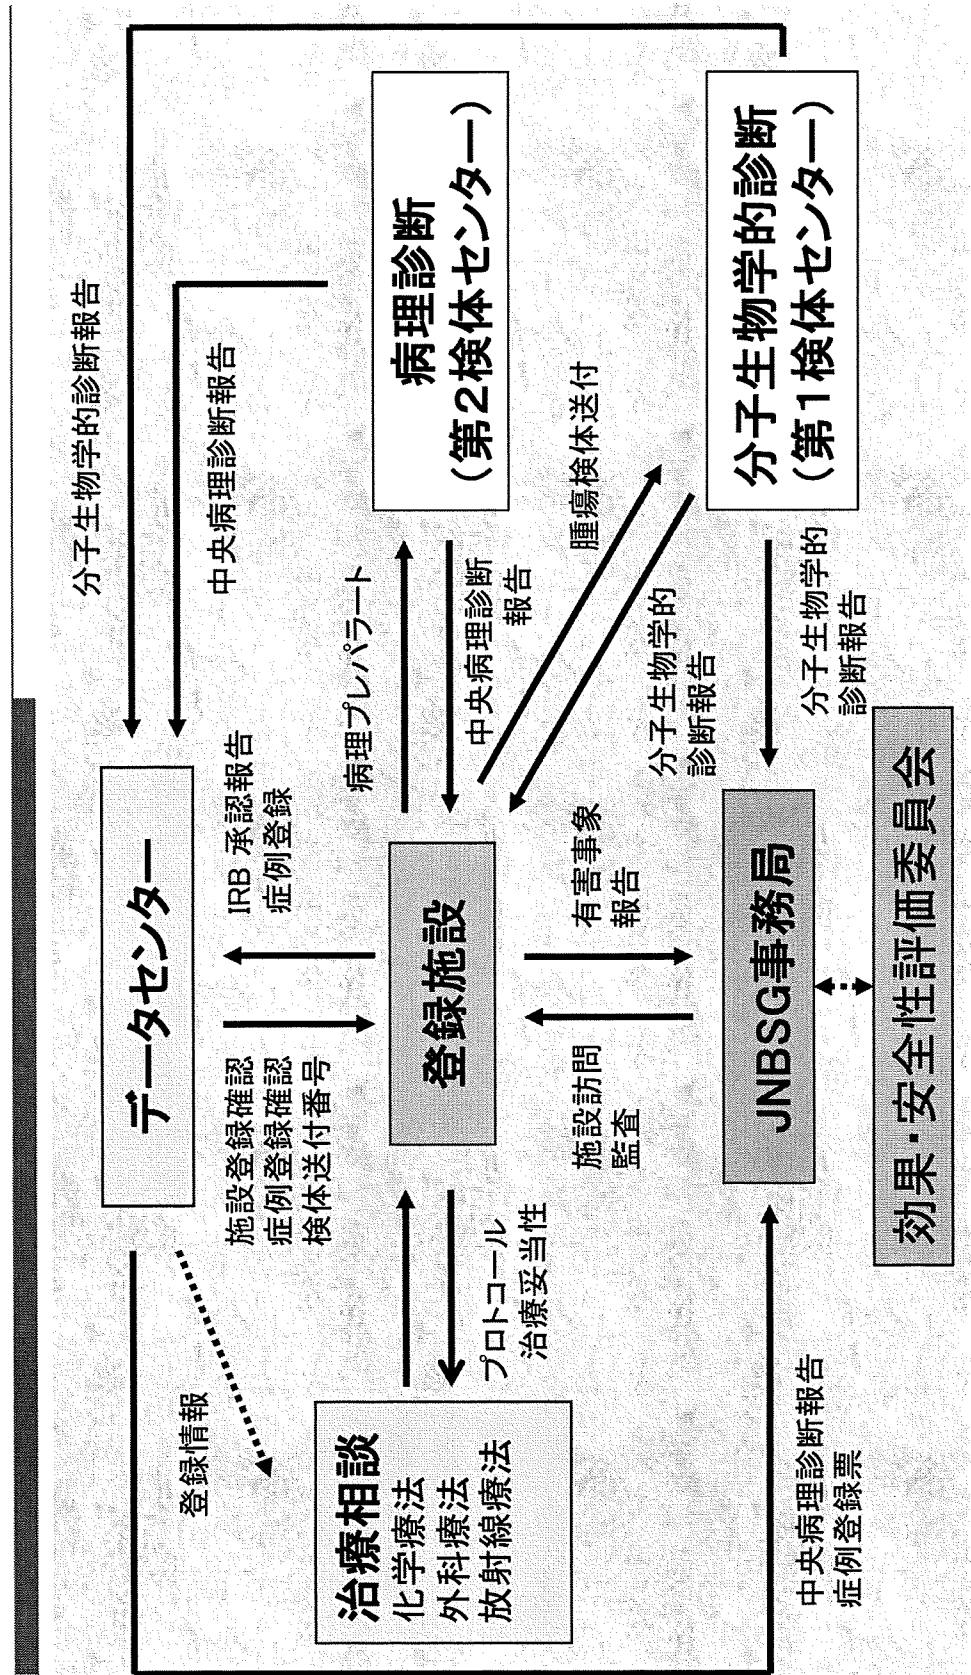 分子生物学的診断報告
中央病理診断報告
データセンター
登録情報
施設登録確認
症例登録確認
検体送付番号
IRB 承認報告
症例登録
病理プレパラート
病理診断
(第2検体センター)
治療相談
化学療法
外科療法
放射線療法
登録施設
中央病理診断
報告
プロトコール
治療妥当性
腫瘍検体送付
施設訪問
監査
有害事象
報告
分子生物学的
診断報告
分子生物学的診断
(第1検体センター)
JNBSG事務局
中央病理診断報告
症例登録票
分子生物学的
診断報告
効果・安全性評価委員会